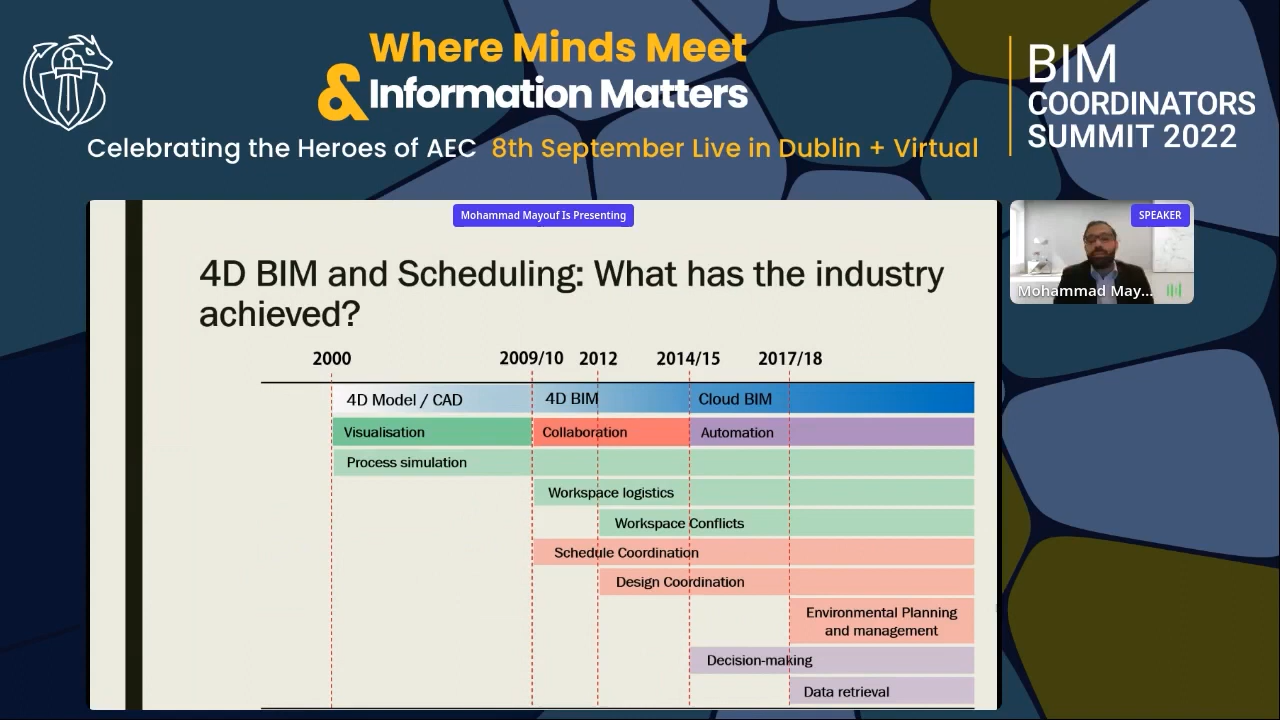 Where Minds Meet
& Information Matters
Celebrating the Heroes of AEC 8th September Live in Dublin + Virtual
BIM
COORDINATORS
SUMMIT 2022
Mohammad Mayouf Is Presenting
SPEAKER
Mohammad May...
4D BIM and Scheduling: What has the industry
achieved?
2000 2009/10 2012 2014/15 2017/18
4D Model / CAD 4D BIM Cloud BIM
Visualisation Collaboration Automation
Process simulation
Workspace logistics
Workspace Conflicts
Schedule Coordination
Design Coordination
Environmental Planning
and management
Decision-making
Data retrieval